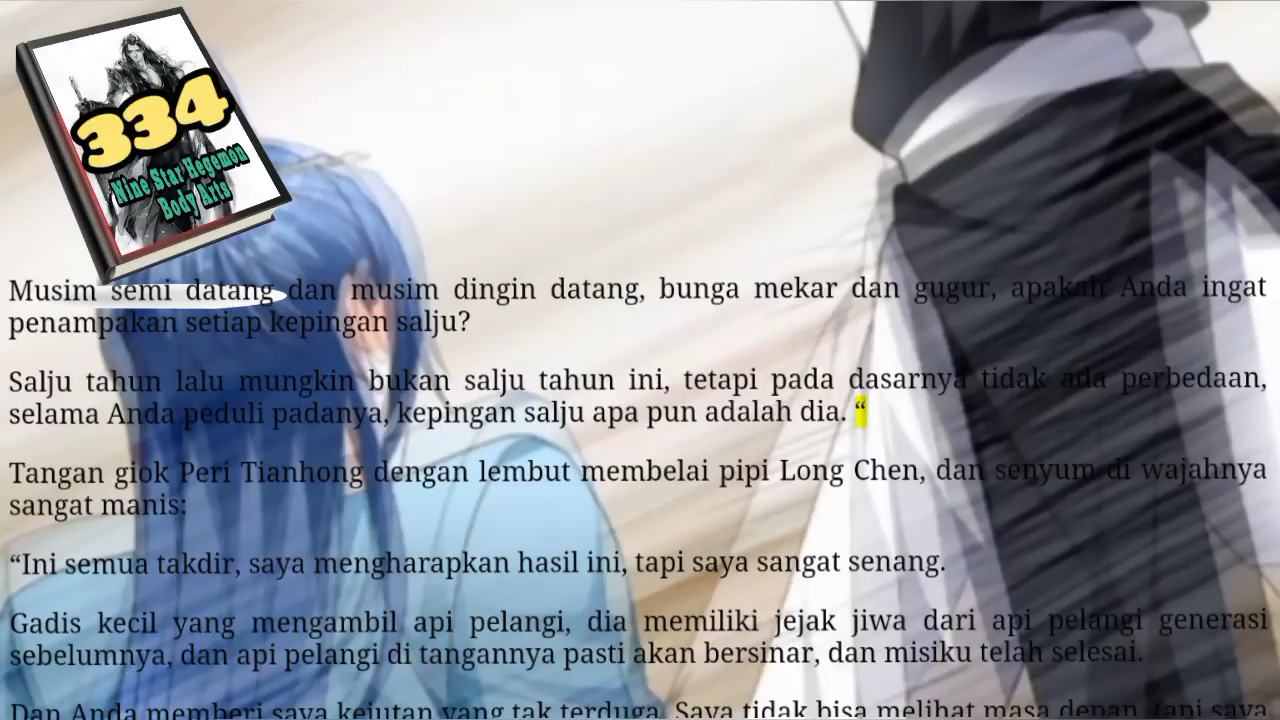 334
Nine Star Hegemon
Body Arts
Musim semi datang dan musim dingin datang, bunga mekar dan gugur, apakah Anda ingat
penampakan setiap kepingan salju?
Salju tahun lalu mungkin bukan salju tahun ini, tetapi pada dasarnya tidak ada perbedaan,
selama Anda peduli padanya, kepingan salju apa pun adalah dia. “
Tangan giok Peri Tianhong dengan lembut membelai pipi Long Chen, dan senyum di wajahnya
sangat manis:
“Ini semua takdir, saya mengharapkan hasil ini, tapi saya sangat senang.
Gadis kecil yang mengambil api pelangi, dia memiliki jejak jiwa dari api pelangi generasi
sebelumnya, dan api pelangi di tangannya pasti akan bersinar, dan misiku telah selesai.
Dan Anda memberi saya kejutan yang tak terduga. Saya tidak bisa melihat masa depan, tapi saya